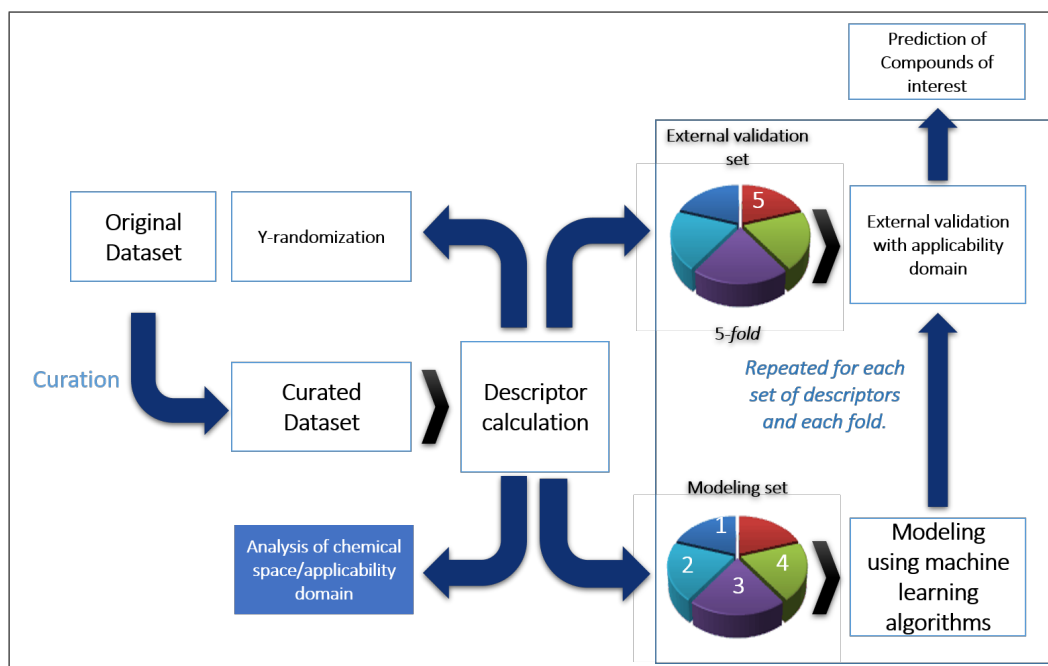 Prediction of
Compounds of
interest
External validation
set
5
5-fold
Original
Dataset
Y-randomization
External validation
with applicability
domain
Curation
Curated
Dataset
Descriptor
calculation
Repeated for each
set of descriptors
and each fold.
Analysis of chemical
space/applicability
domain
Modeling set
1
2
3
4
Modeling
using machine
learning
algorithms